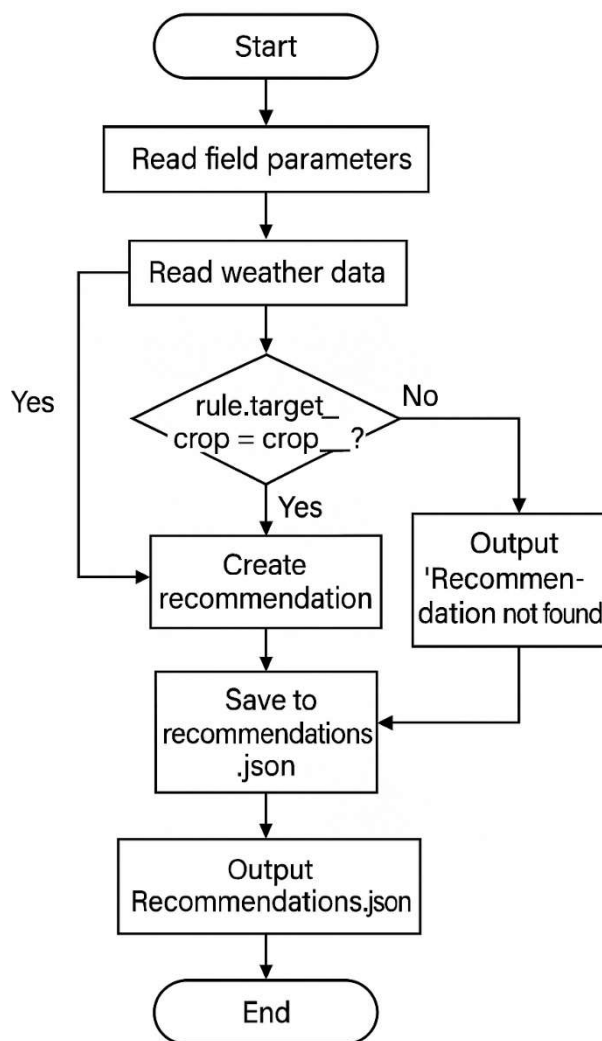 Start
Read field parameters
Read weather data
Yes
rule.target_
crop = crop__?
No
Yes
Create
recommendation
Output
'Recommen-
dation not found
Save to
recommendations
.json
Output
Recommendations.json
End